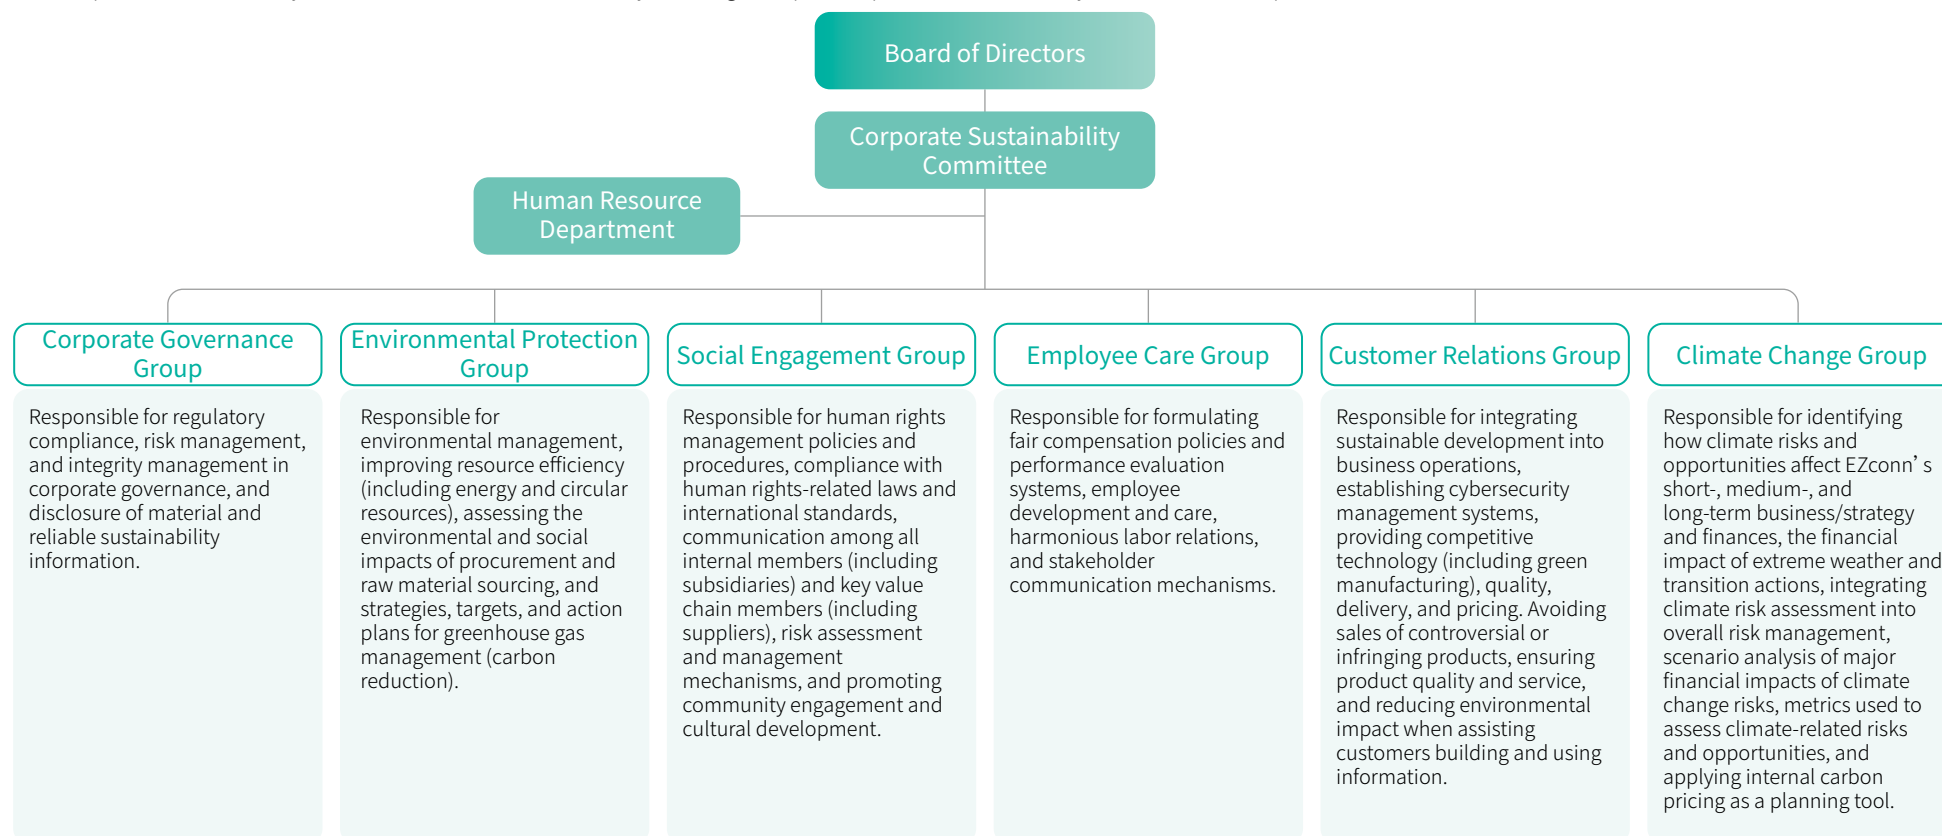 Board of Directors
Corporate Sustainability
Committee
Human Resource
Department
Corporate Governance
Group
Responsible for regulatory
compliance, risk management,
and integrity management in
corporate governance, and
disclosure of material and
reliable sustainability
information.
Environmental Protection
Group
Responsible for
environmental management,
improving resource efficiency
(including energy and circular
resources), assessing the
environmental and social
impacts of procurement and
raw material sourcing, and
strategies, targets, and action
plans for greenhouse gas
management (carbon
reduction).
Social Engagement Group
Responsible for human rights
management policies and
procedures, compliance with
human rights-related laws and
international standards,
communication among all
internal members (including
subsidiaries) and key value
chain members (including
suppliers), risk assessment
and management
mechanisms, and promoting
community engagement and
cultural development.
Employee Care Group
Responsible for formulating
fair compensation policies and
performance evaluation
systems, employee
development and care,
harmonious labor relations,
and stakeholder
communication mechanisms.
Customer Relations Group
Responsible for integrating
sustainable development into
business operations,
establishing cybersecurity
management systems,
providing competitive
technology (including green
manufacturing), quality,
delivery, and pricing. Avoiding
sales of controversial or
infringing products, ensuring
product quality and service,
and reducing environmental
impact when assisting
customers building and using
information.
Climate Change Group
Responsible for identifying
how climate risks and
opportunities affect EZconn’ s
short-, medium-, and
long-term business/strategy
and finances, the financial
impact of extreme weather and
transition actions, integrating
climate risk assessment into
overall risk management,
scenario analysis of major
financial impacts of climate
change risks, metrics used to
assess climate-related risks
and opportunities, and
applying internal carbon
pricing as a planning tool.